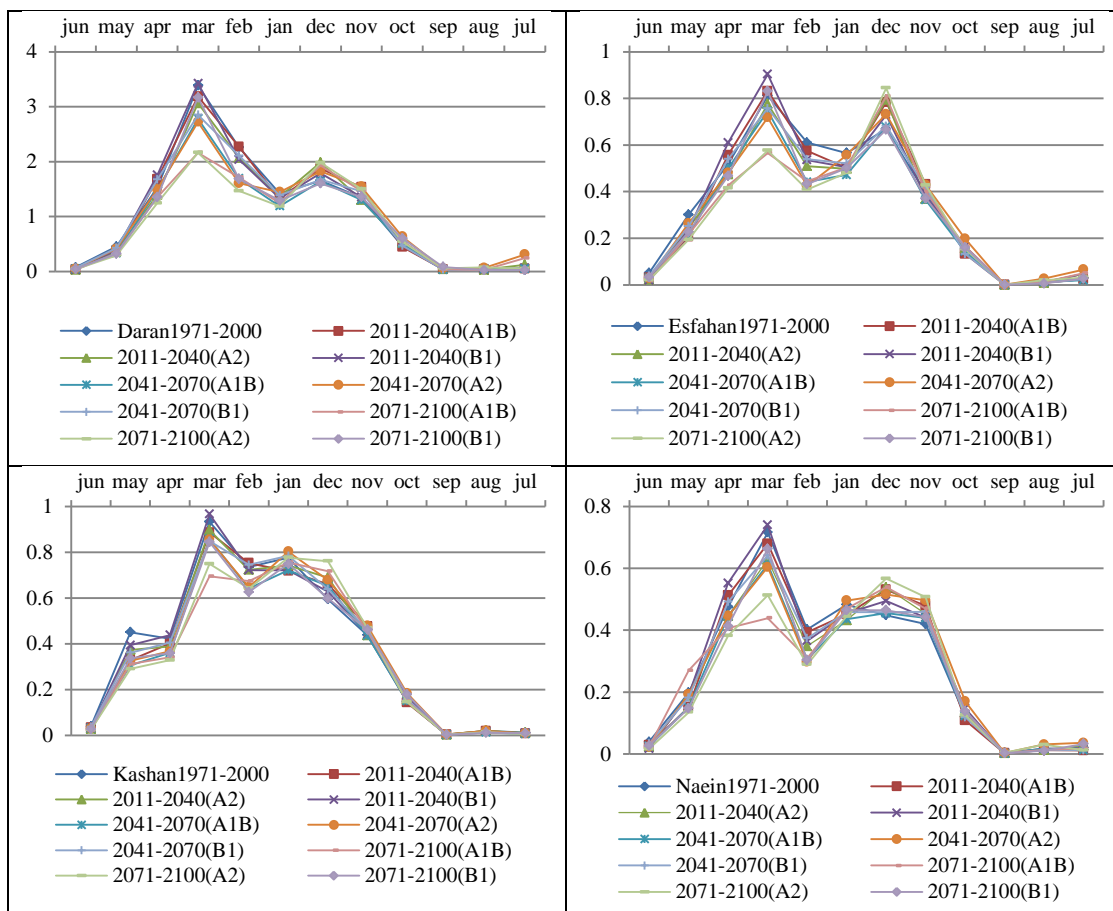 jun may apr mar feb jan dec nov oct sep aug jul
4
3
2
1
0
Daran1971-2000 2011-2040(A1B)
2011-2040(A2) 2011-2040(B1)
2041-2070(A1B) 2041-2070(A2)
2041-2070(B1) 2071-2100(A1B)
2071-2100(A2) 2071-2100(B1)
jun may apr mar feb jan dec nov oct sep aug jul
1
0.8
0.6
0.4
0.2
0
Esfahan1971-2000 2011-2040(A1B)
2011-2040(A2) 2011-2040(B1)
2041-2070(A1B) 2041-2070(A2)
2041-2070(B1) 2071-2100(A1B)
2071-2100(A2) 2071-2100(B1)
jun may apr mar feb jan dec nov oct sep aug jul
1
0.8
0.6
0.4
0.2
0
Kashan1971-2000 2011-2040(A1B)
2011-2040(A2) 2011-2040(B1)
2041-2070(A1B) 2041-2070(A2)
2041-2070(B1) 2071-2100(A1B)
2071-2100(A2) 2071-2100(B1)
jun may apr mar feb jan dec nov oct sep aug jul
0.8
0.6
0.4
0.2
0
Naein1971-2000 2011-2040(A1B)
2011-2040(A2) 2011-2040(B1)
2041-2070(A1B) 2041-2070(A2)
2041-2070(B1) 2071-2100(A1B)
2071-2100(A2) 2071-2100(B1)